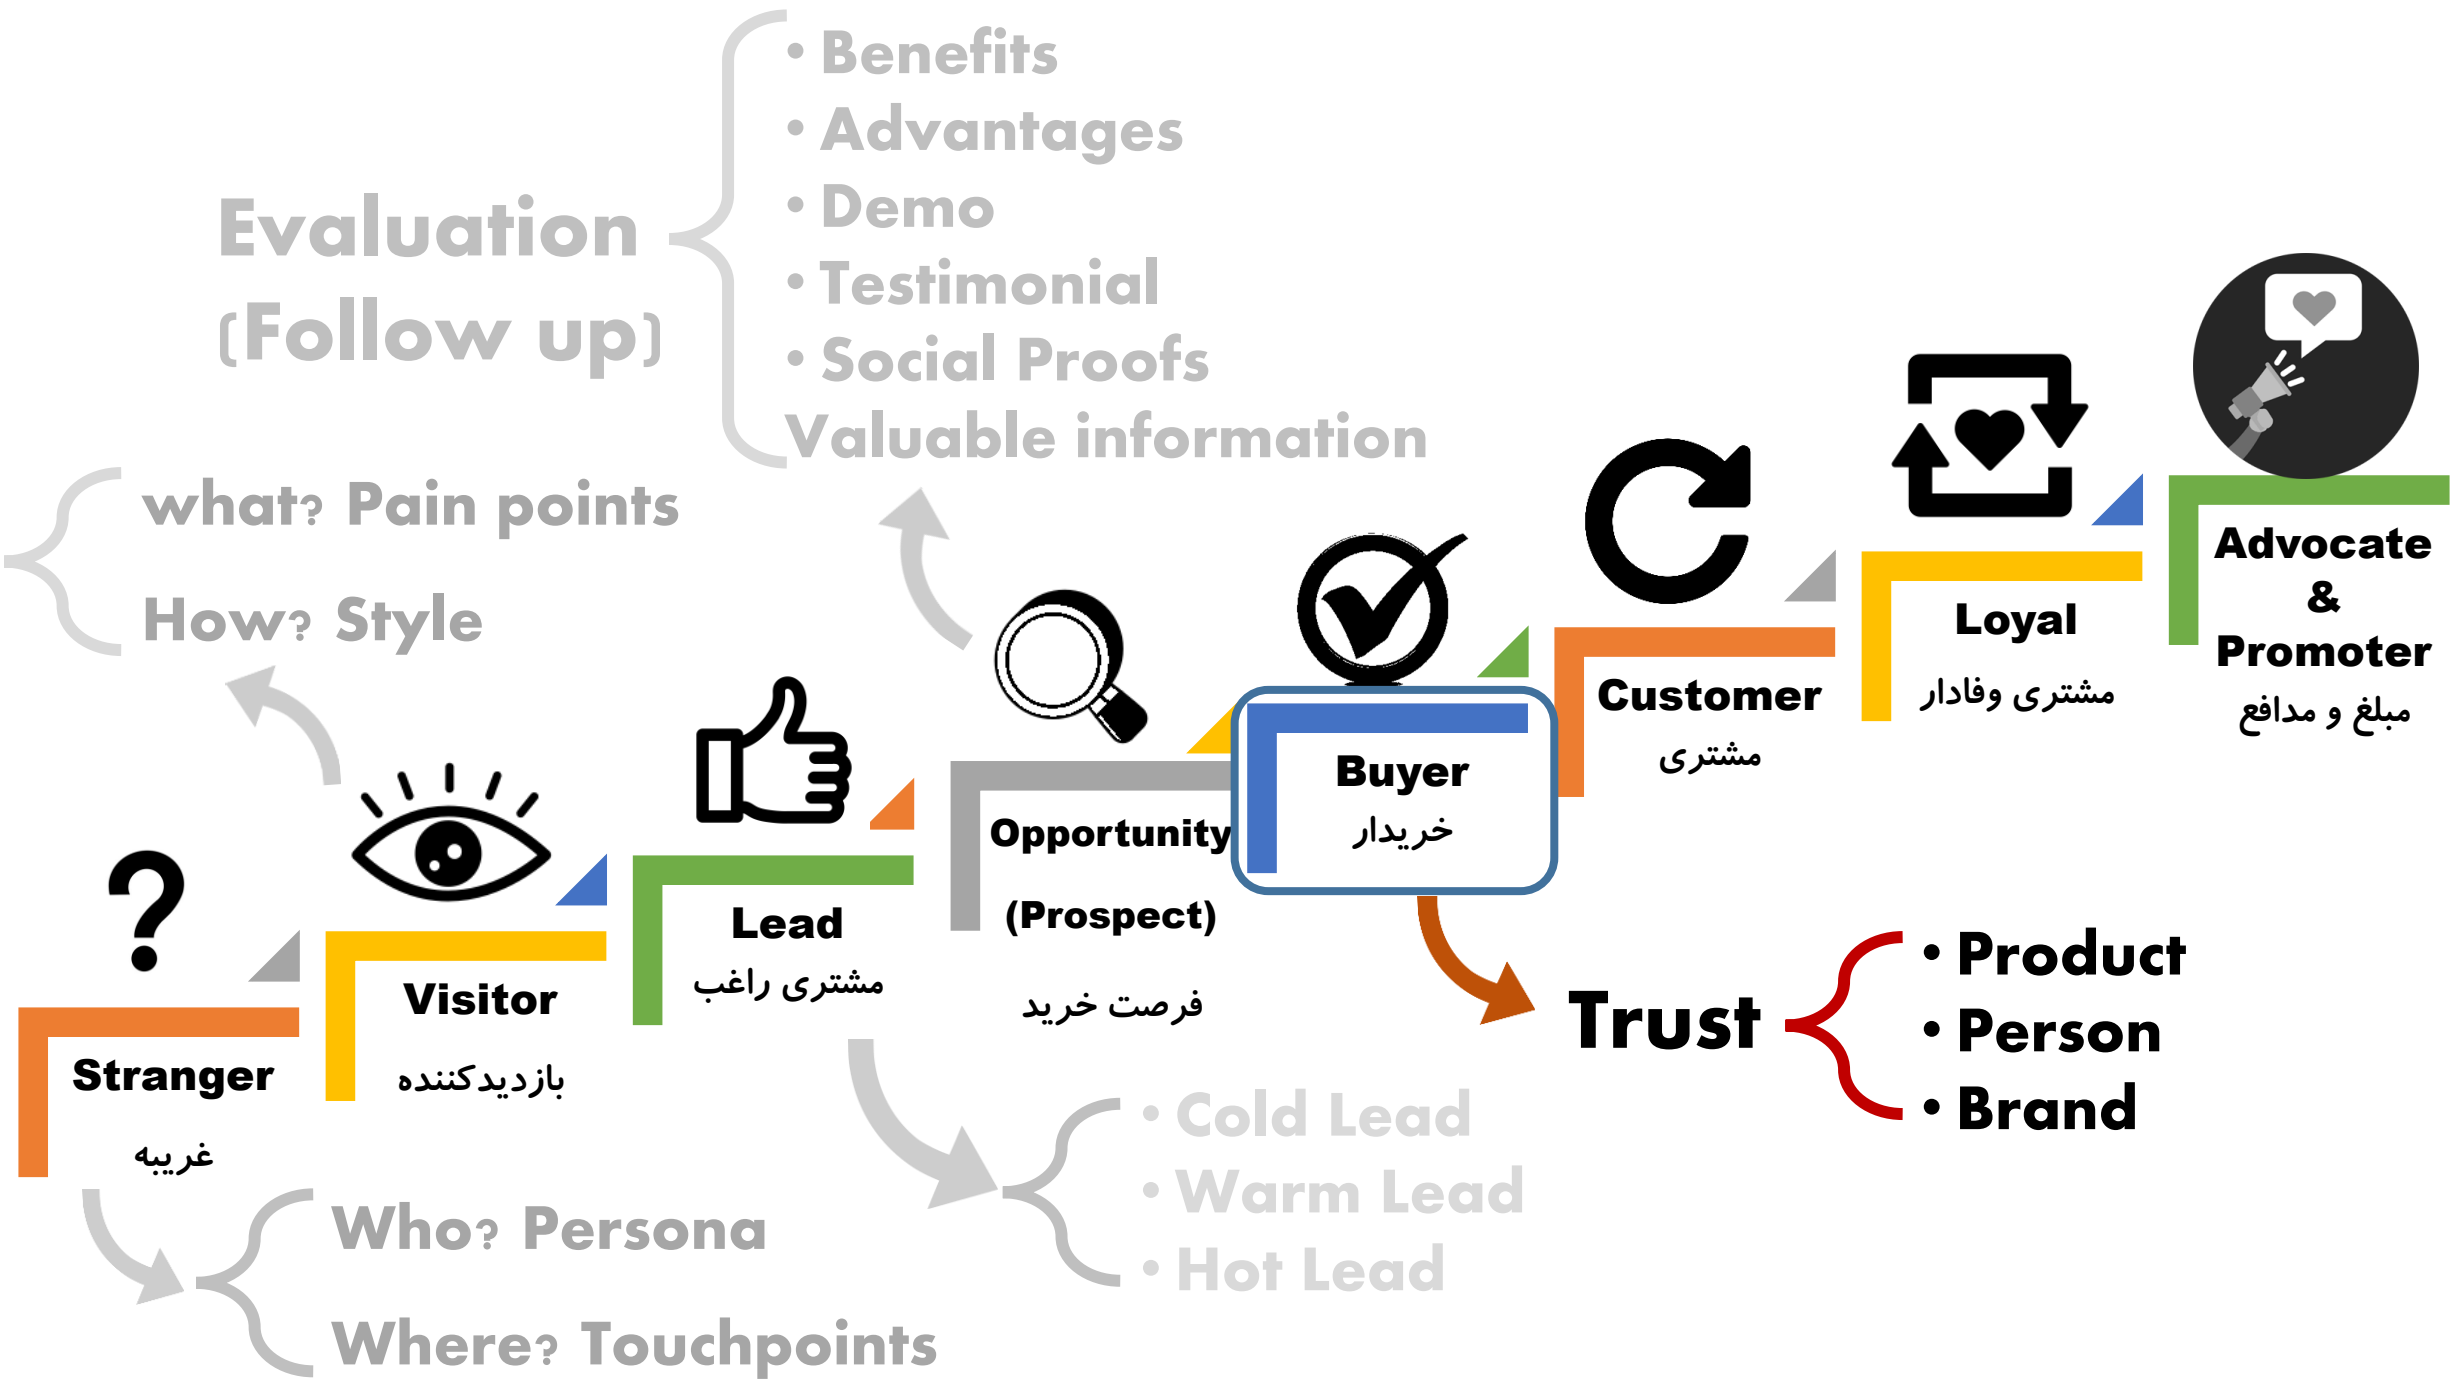 Evaluation
(Follow up)
• Benefits
• Advantages
• Demo
• Testimonial
• Social Proofs
Valuable information
what? Pain points
How? Style
Stranger
غریبه
Who? Persona
Where? Touchpoints
Visitor
بازدیدکننده
Lead
مشتری راغب
• Cold Lead
• Warm Lead
• Hot Lead
Opportunity
(Prospect)
فرصت خرید
Buyer
خریدار
Trust
• Product
• Person
• Brand
Customer
مشتری
Loyal
مشتری وفادار
Advocate
&
Promoter
مبلغ و مدافع